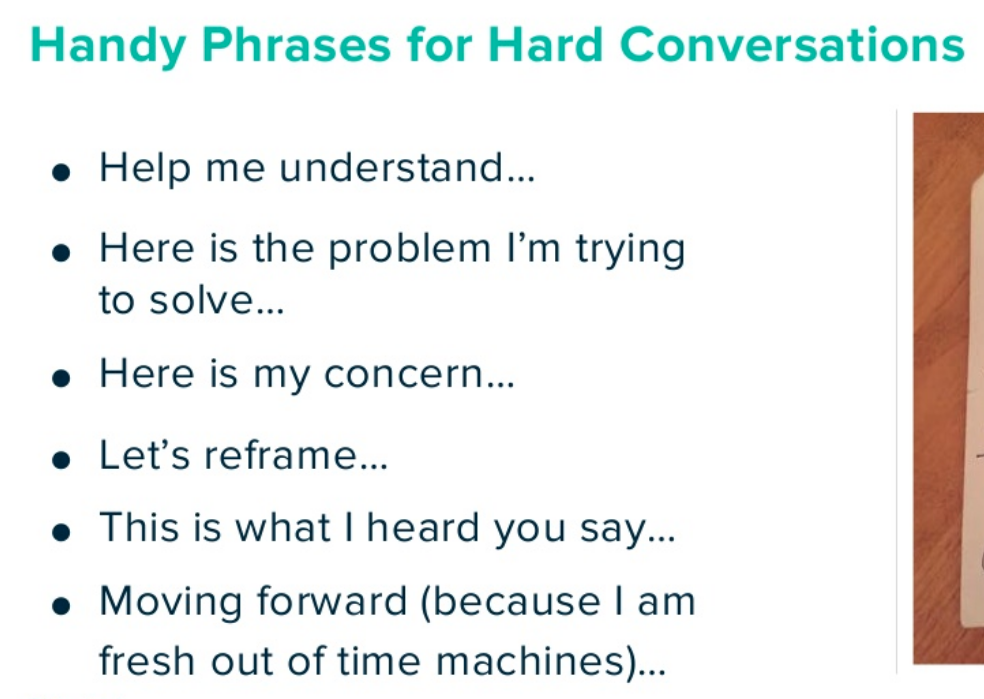 Handy Phrases for Hard Conversations
• Help me understand...
• Here is the problem I’m trying
to solve...
• Here is my concern...
• Let’s reframe...
• This is what I heard you say...
• Moving forward (because I am
fresh out of time machines)...